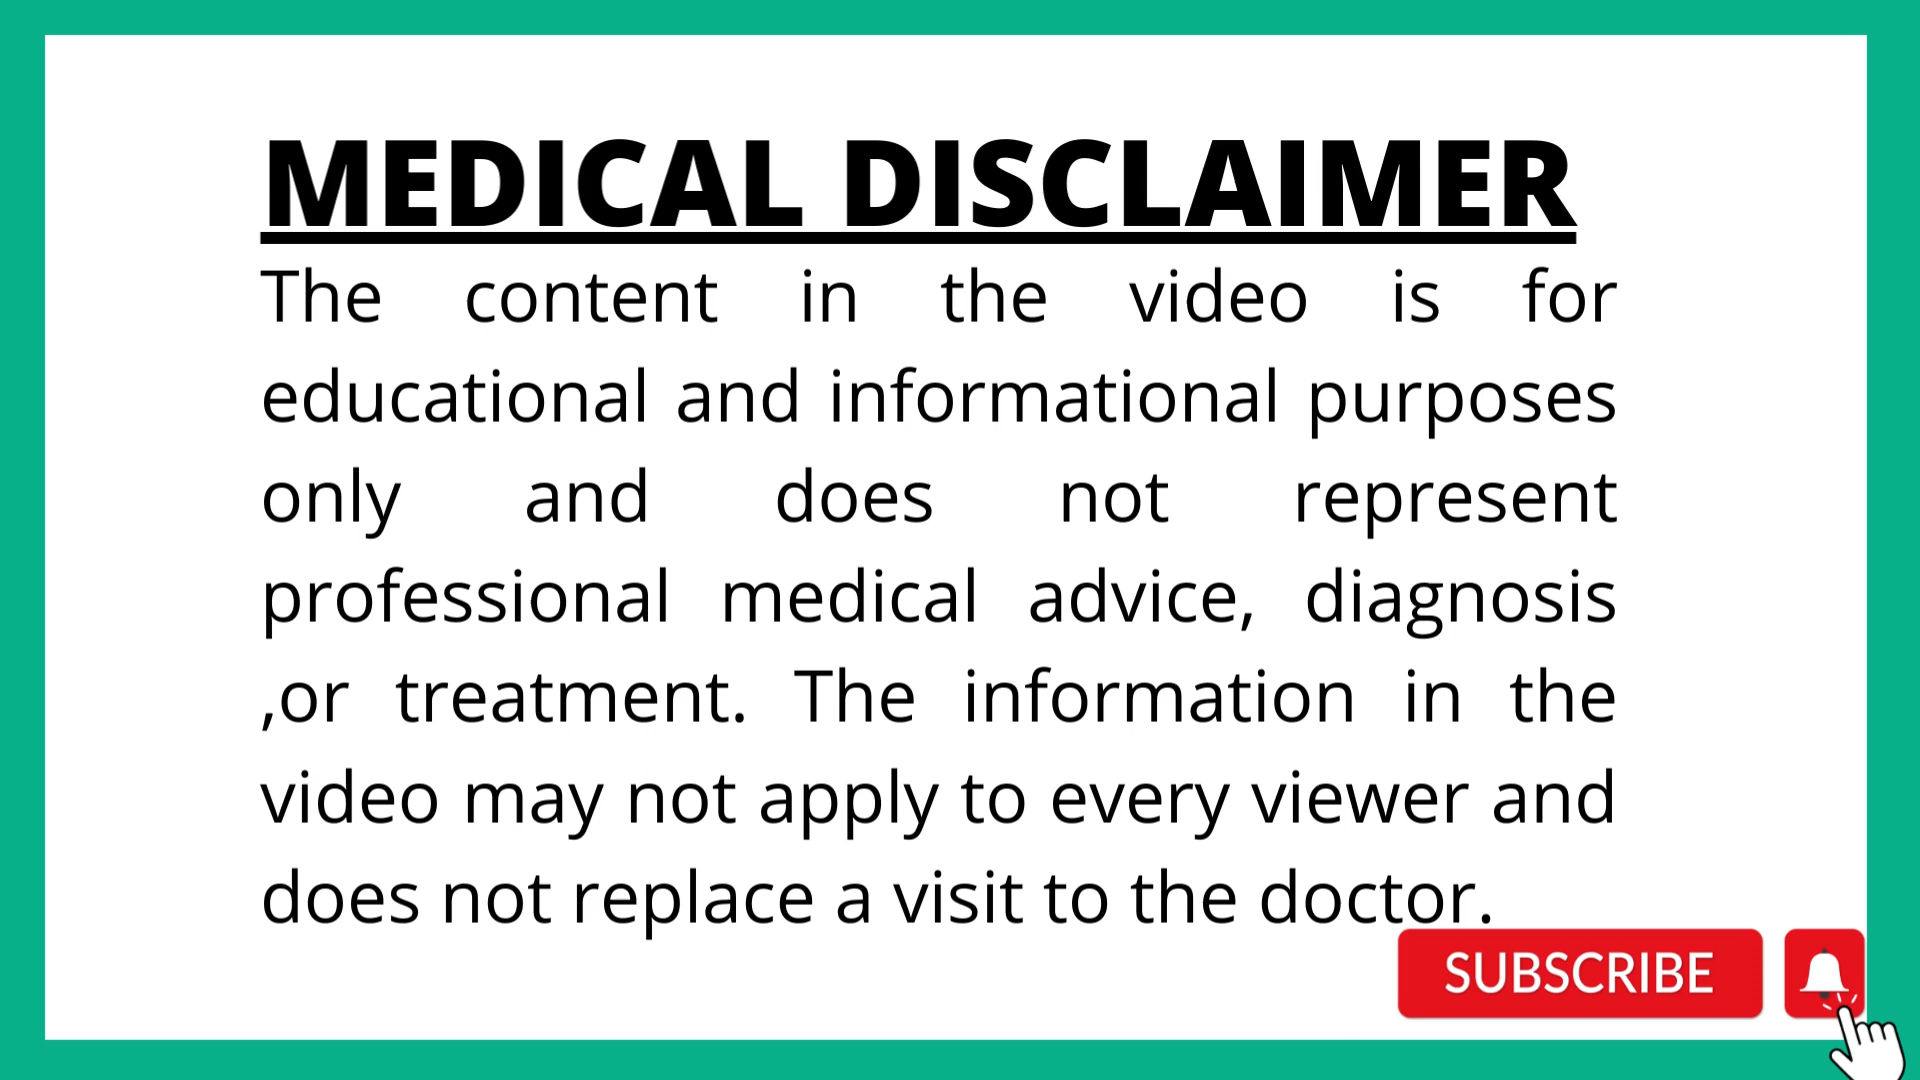 MEDICAL DISCLAIMER
The content in the video is for
educational and informational purposes
only and does not represent
professional medical advice, diagnosis
,or treatment. The information in the
video may not apply to every viewer and
does not replace a visit to the doctor.
SUBSCRIBE